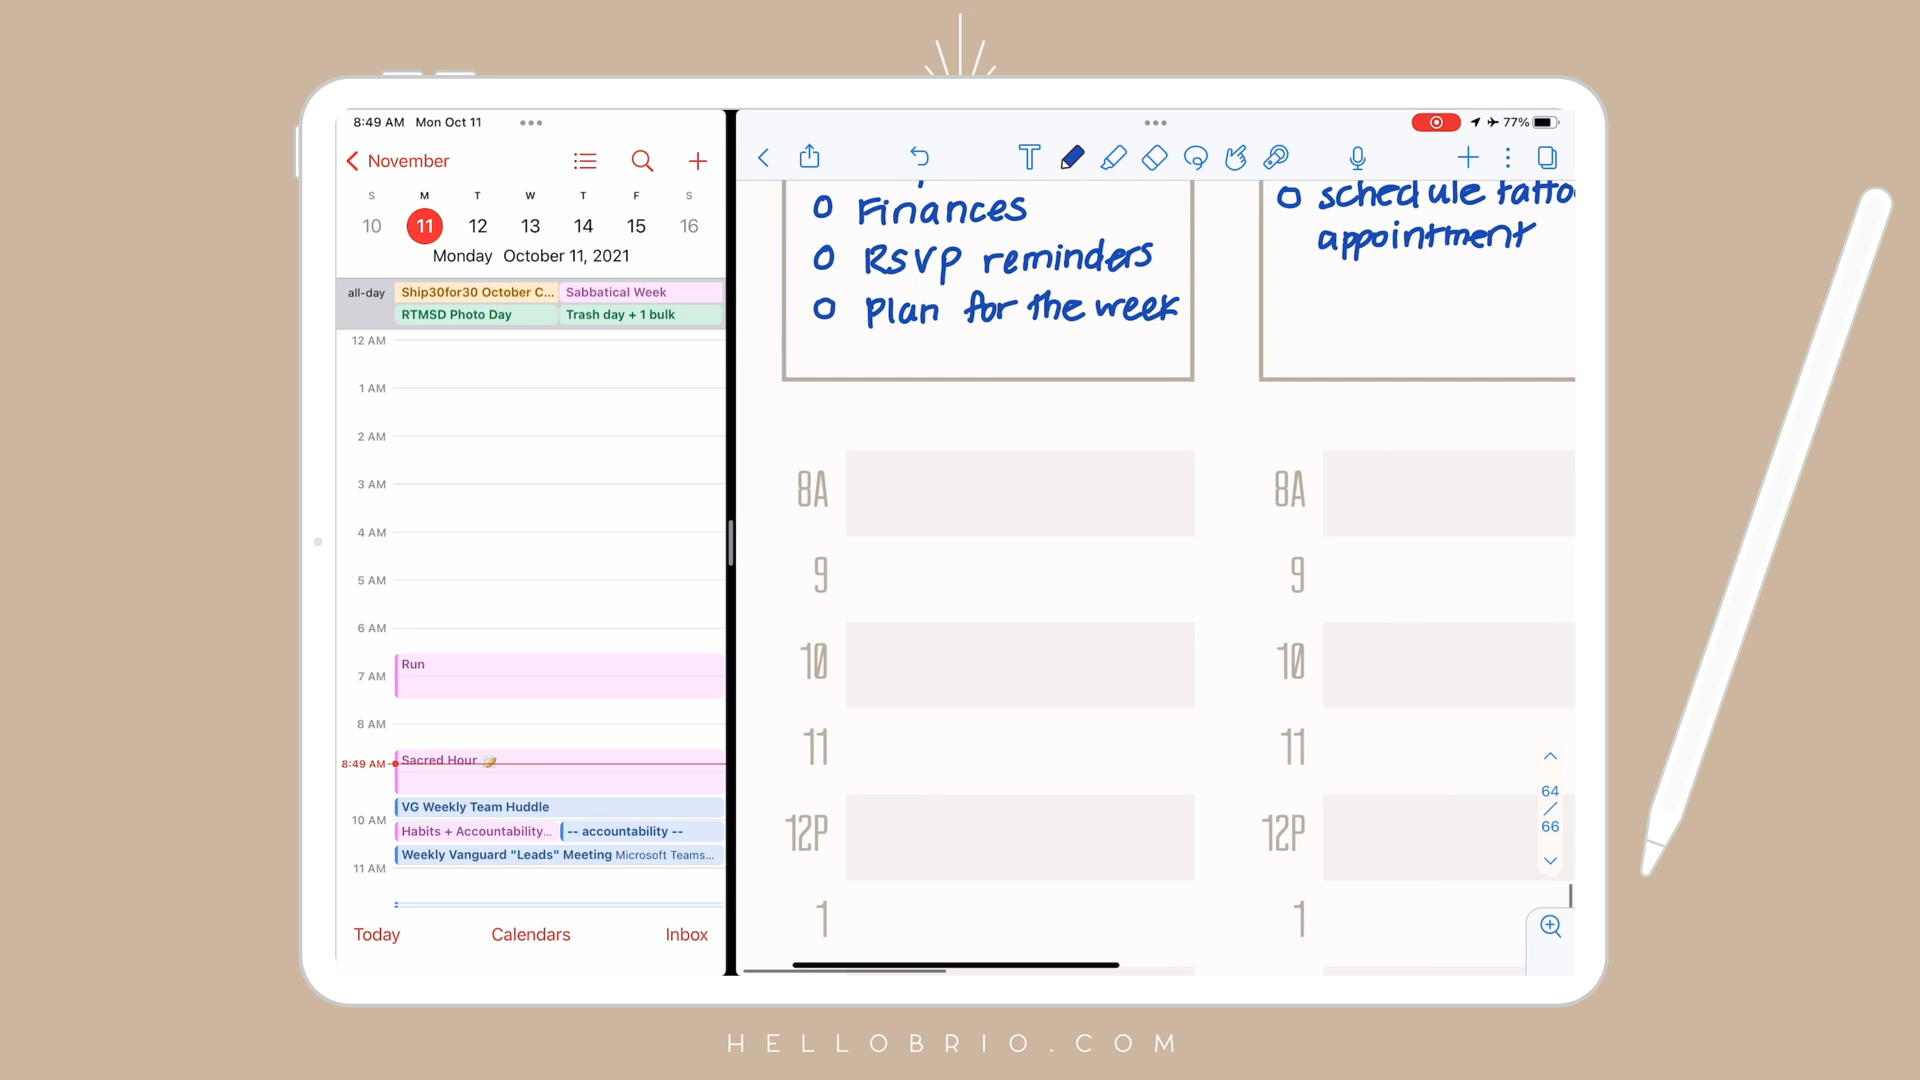 8:49 AM Mon Oct 11
November
S M T W T F S
10 11 12 13 14 15 16
Monday October 11, 2021
all-day
Ship30for30 October C... Sabbatical Week
RTMSD Photo Day Trash day + 1 bulk
12 AM
1 AM
2 AM
3 AM
4 AM
5 AM
6 AM
Run
7 AM
8 AM
Sacred Hour
8:49 AM
VG Weekly Team Huddle
10 AM
Habits + Accountability... -- accountability --
Weekly Vanguard "Leads" Meeting Microsoft Teams...
11 AM
Today Calendars Inbox
77%
T
Finances
RSVP reminders
Plan for the week
schedule tatto
appointment
8A 8A
9 9
10 10
11 11
12P 12P
1 1
64
66
HELLOBRIO.COM